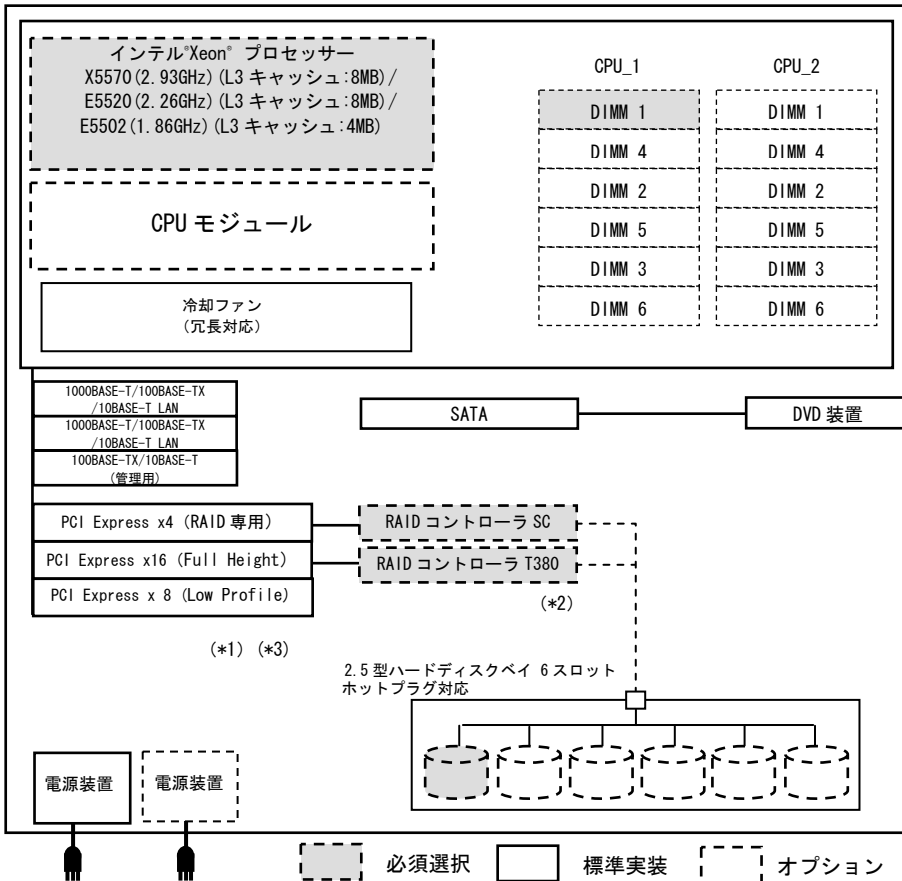 インテル®Xeon® プロセッサー
X5570(2.93GHz)(L3 キャッシュ:8MB)/
E5520(2.26GHz)(L3 キャッシュ:8MB)/
E5502(1.86GHz)(L3 キャッシュ:4MB)
CPU モジュール
冷却ファン
(冗長対応)
CPU_1
DIMM 1
DIMM 4
DIMM 2
DIMM 5
DIMM 3
DIMM 6
CPU_2
DIMM 1
DIMM 4
DIMM 2
DIMM 5
DIMM 3
DIMM 6
1000BASE-T/100BASE-TX
/10BASE-T LAN
1000BASE-T/100BASE-TX
/10BASE-T LAN
100BASE-TX/10BASE-T
(管理用)
SATA
DVD 装置
PCI Express x4 (RAID 専用)
RAID コントローラ SC
PCI Express x16 (Full Height)
RAID コントローラ T380
PCI Express x 8 (Low Profile)
(*2)
(*1) (*3)
2.5 型ハードディスクベイ 6 スロット
ホットプラグ対応
電源装置
電源装置
必須選択
標準実装
オプション